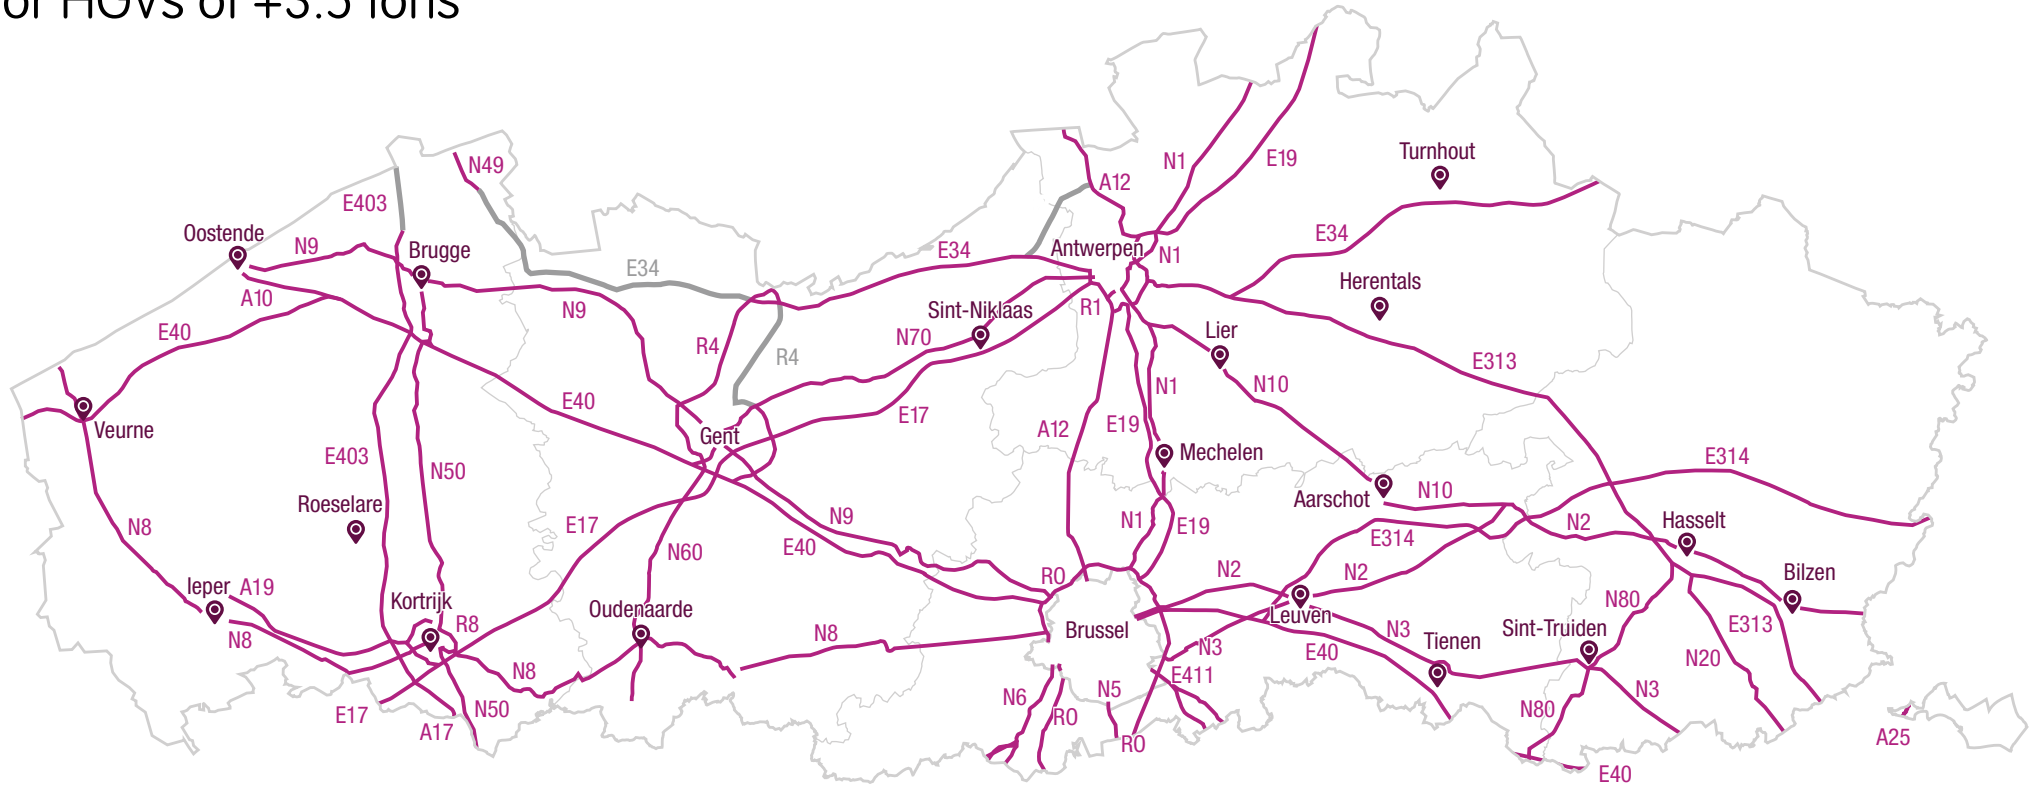 or HGVs of +3.5 tons
N49
E403
Oostende
N9
Brugge
A10
E40
N9
E34
R4
R4
Veurne
E40
E403
N50
Roeselare
N8
Ieper
A19
N8
Kortrijk
R8
N8
E17
A17
N50
E17
N60
Oudenaarde
Gent
N9
E40
N8
E17
N70
Sint-Niklaas
E34
Antwerpen
R1
A12
N1
E19
N1
Turnhout
E34
Herentals
E313
Lier
N10
N1
E19
A12
Mechelen
N1
E19
R0
Brussel
N2
Leuven
N3
E40
E411
N5
N6
R0
R0
Aarschot
N10
E314
N2
N3
Tienen
N2
E314
Hasselt
Bilzen
N80
Sint-Truiden
E313
N20
N3
N80
E40
A25